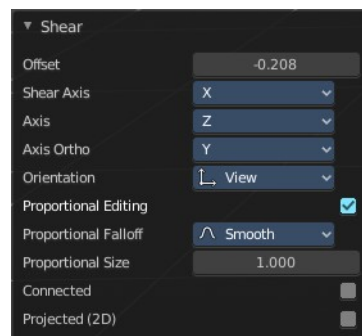 Shear
Offset -0.208
Shear Axis X
Axis Z
Axis Ortho Y
Orientation View
Proportional Editing
Proportional Falloff Smooth
Proportional Size 1.000
Connected
Projected (2D)